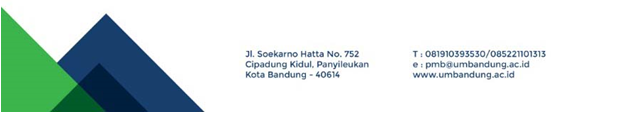 Jl. Soekarno Hatta No. 752
Cipadung Kidul, Panyileukan
Kota Bandung - 40614
T : 081910393530/085221101313
e : pmb@umbandung.ac.id
www.umbandung.ac.id